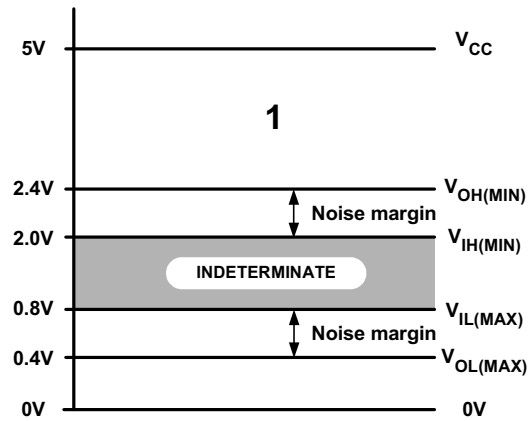 5V
V_CC
1
2.4V
V_OH(MIN)
Noise margin
2.0V
V_IH(MIN)
INDETERMINATE
0.8V
V_IL(MAX)
Noise margin
0.4V
V_OL(MAX)
0V
0V